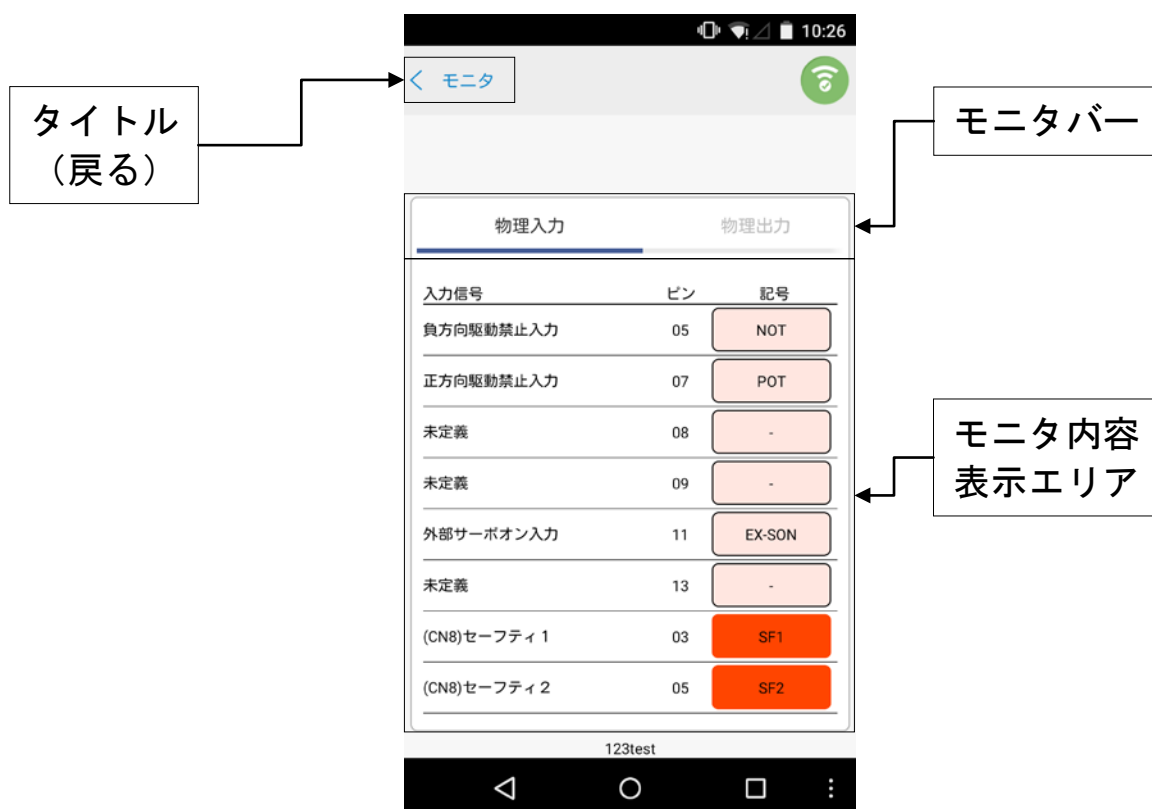 10:26
モニタ
タイトル
（戻る）
モニタバー
物理入力 物理出力
入力信号 ピン 記号
負方向駆動禁止入力 05 NOT
正方向駆動禁止入力 07 POT
未定義 08 -
モニタ内容
表示エリア
未定義 09 -
外部サーボオン入力 11 EX-SON
未定義 13 -
(CN8)セーフティ１ 03 SF1
(CN8)セーフティ２ 05 SF2
123test